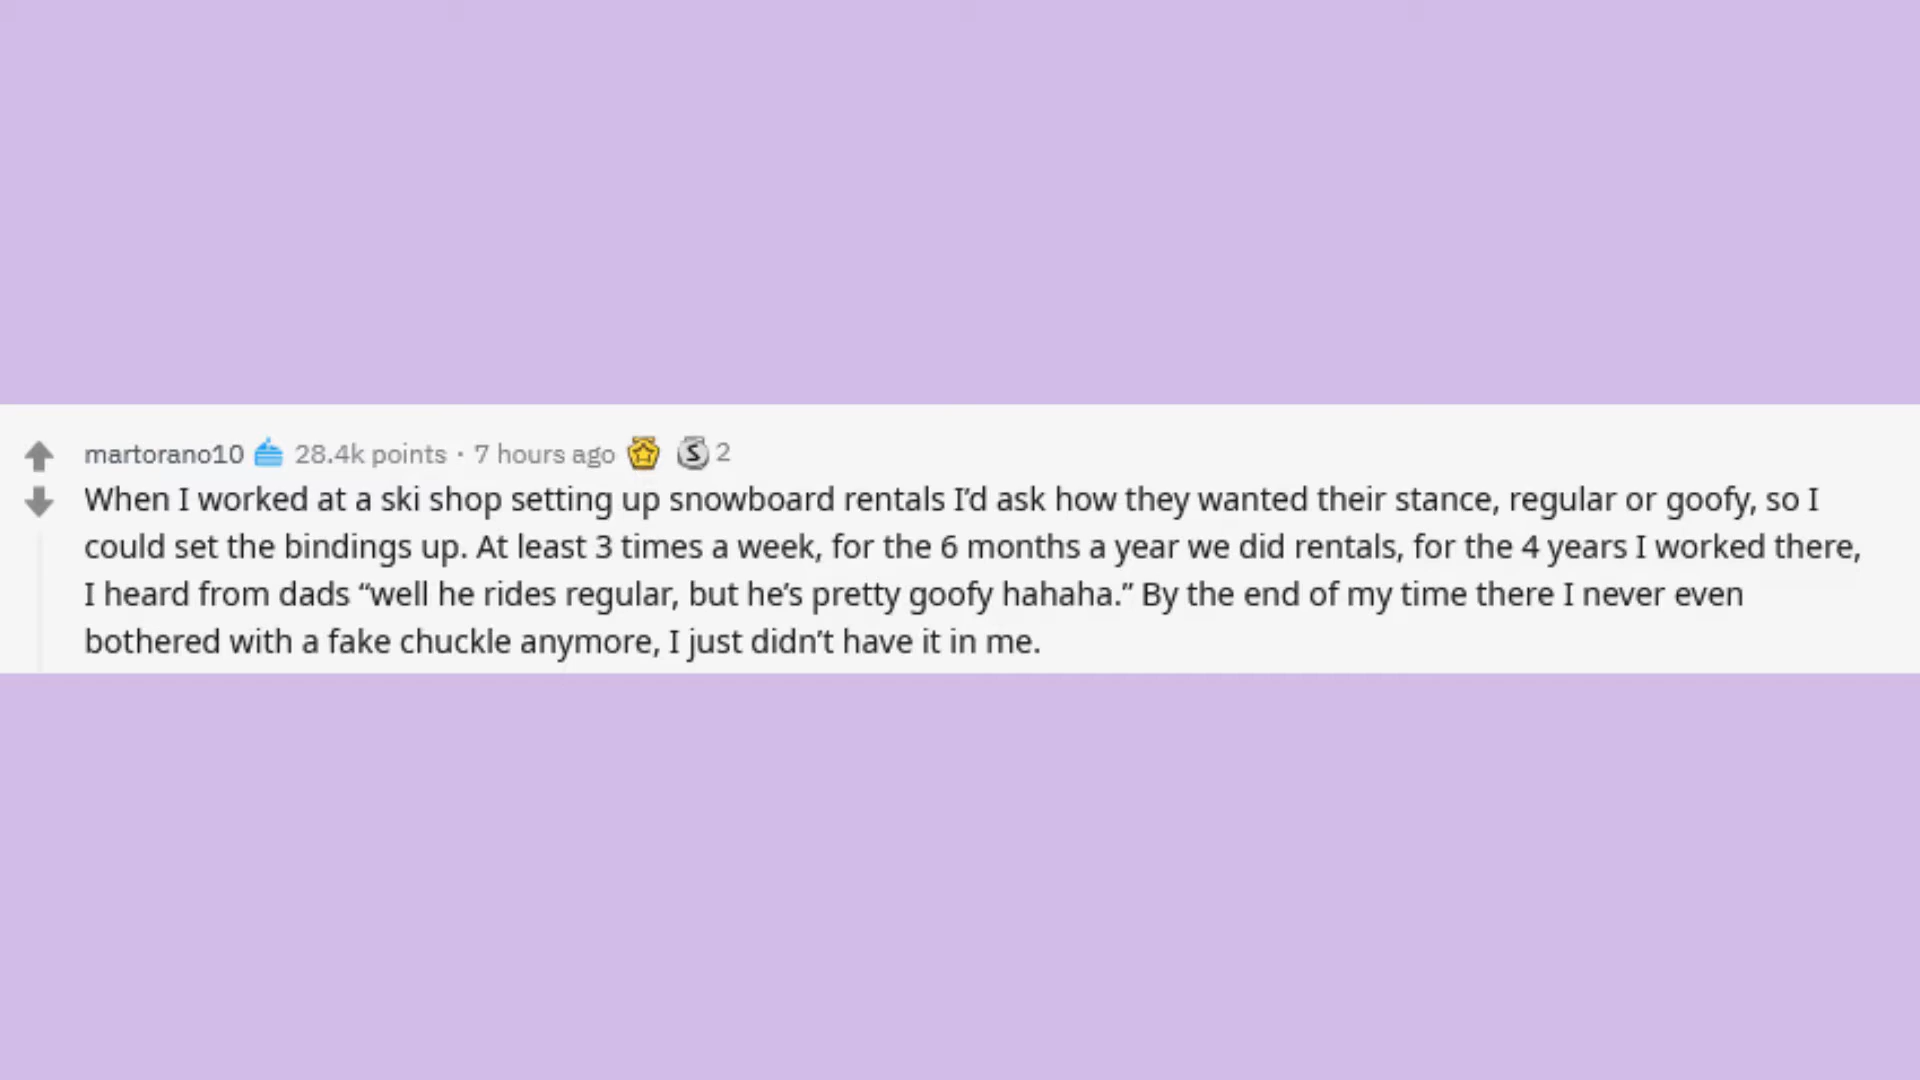 martorano10 28.4k points · 7 hours ago S 2
When I worked at a ski shop setting up snowboard rentals I’d ask how they wanted their stance, regular or goofy, so I
could set the bindings up. At least 3 times a week, for the 6 months a year we did rentals, for the 4 years I worked there,
I heard from dads “well he rides regular, but he’s pretty goofy hahaha.” By the end of my time there I never even
bothered with a fake chuckle anymore, I just didn’t have it in me.